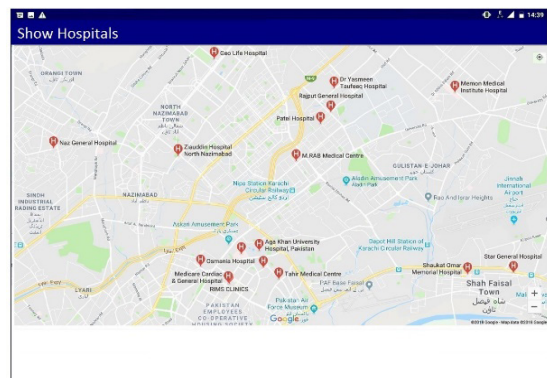 14:39
Show Hospitals
Geo Life Hospital
ORANGI TOWN
Dr Yasmeen
Taufeeq Hospital
Memon Medical
Institute Hospital
Rajput General Hospital
NORTH
NAZIMABAD
TOWN
Patel Hospital
Naz General Hospital
Ziauddin Hospital
North Nazimabad
M.RAB Medical Centre
GULISTAN-E-JOHAR
Aladin Amusement Park
Jinnah
International
Airport
Nipa Station Karachi
Circular Railway
SINDH
INDUSTRIAL
TRADING ESTATE
NAZIMABAD
Askari Amusement Park
Aga Khan University
Hospital, Pakistan
Depot Hill Station of
Karachi Circular Railway
Osmania Hospital
Star General Hospital
Shaukat Omar
Memorial Hospital
Medicare Cardiac
& General Hospital
Tahir Medical Centre
RIMS CLINICS
PAF Base Faisal
LYARI
Shah Faisal
Town
شاہ فیصل
ٹاؤن
PAKISTAN
EMPLOYEES
CO-OPERATIVE
HOUSING SOCIETY
Pakistan Air
Force Museum
Google
+
−